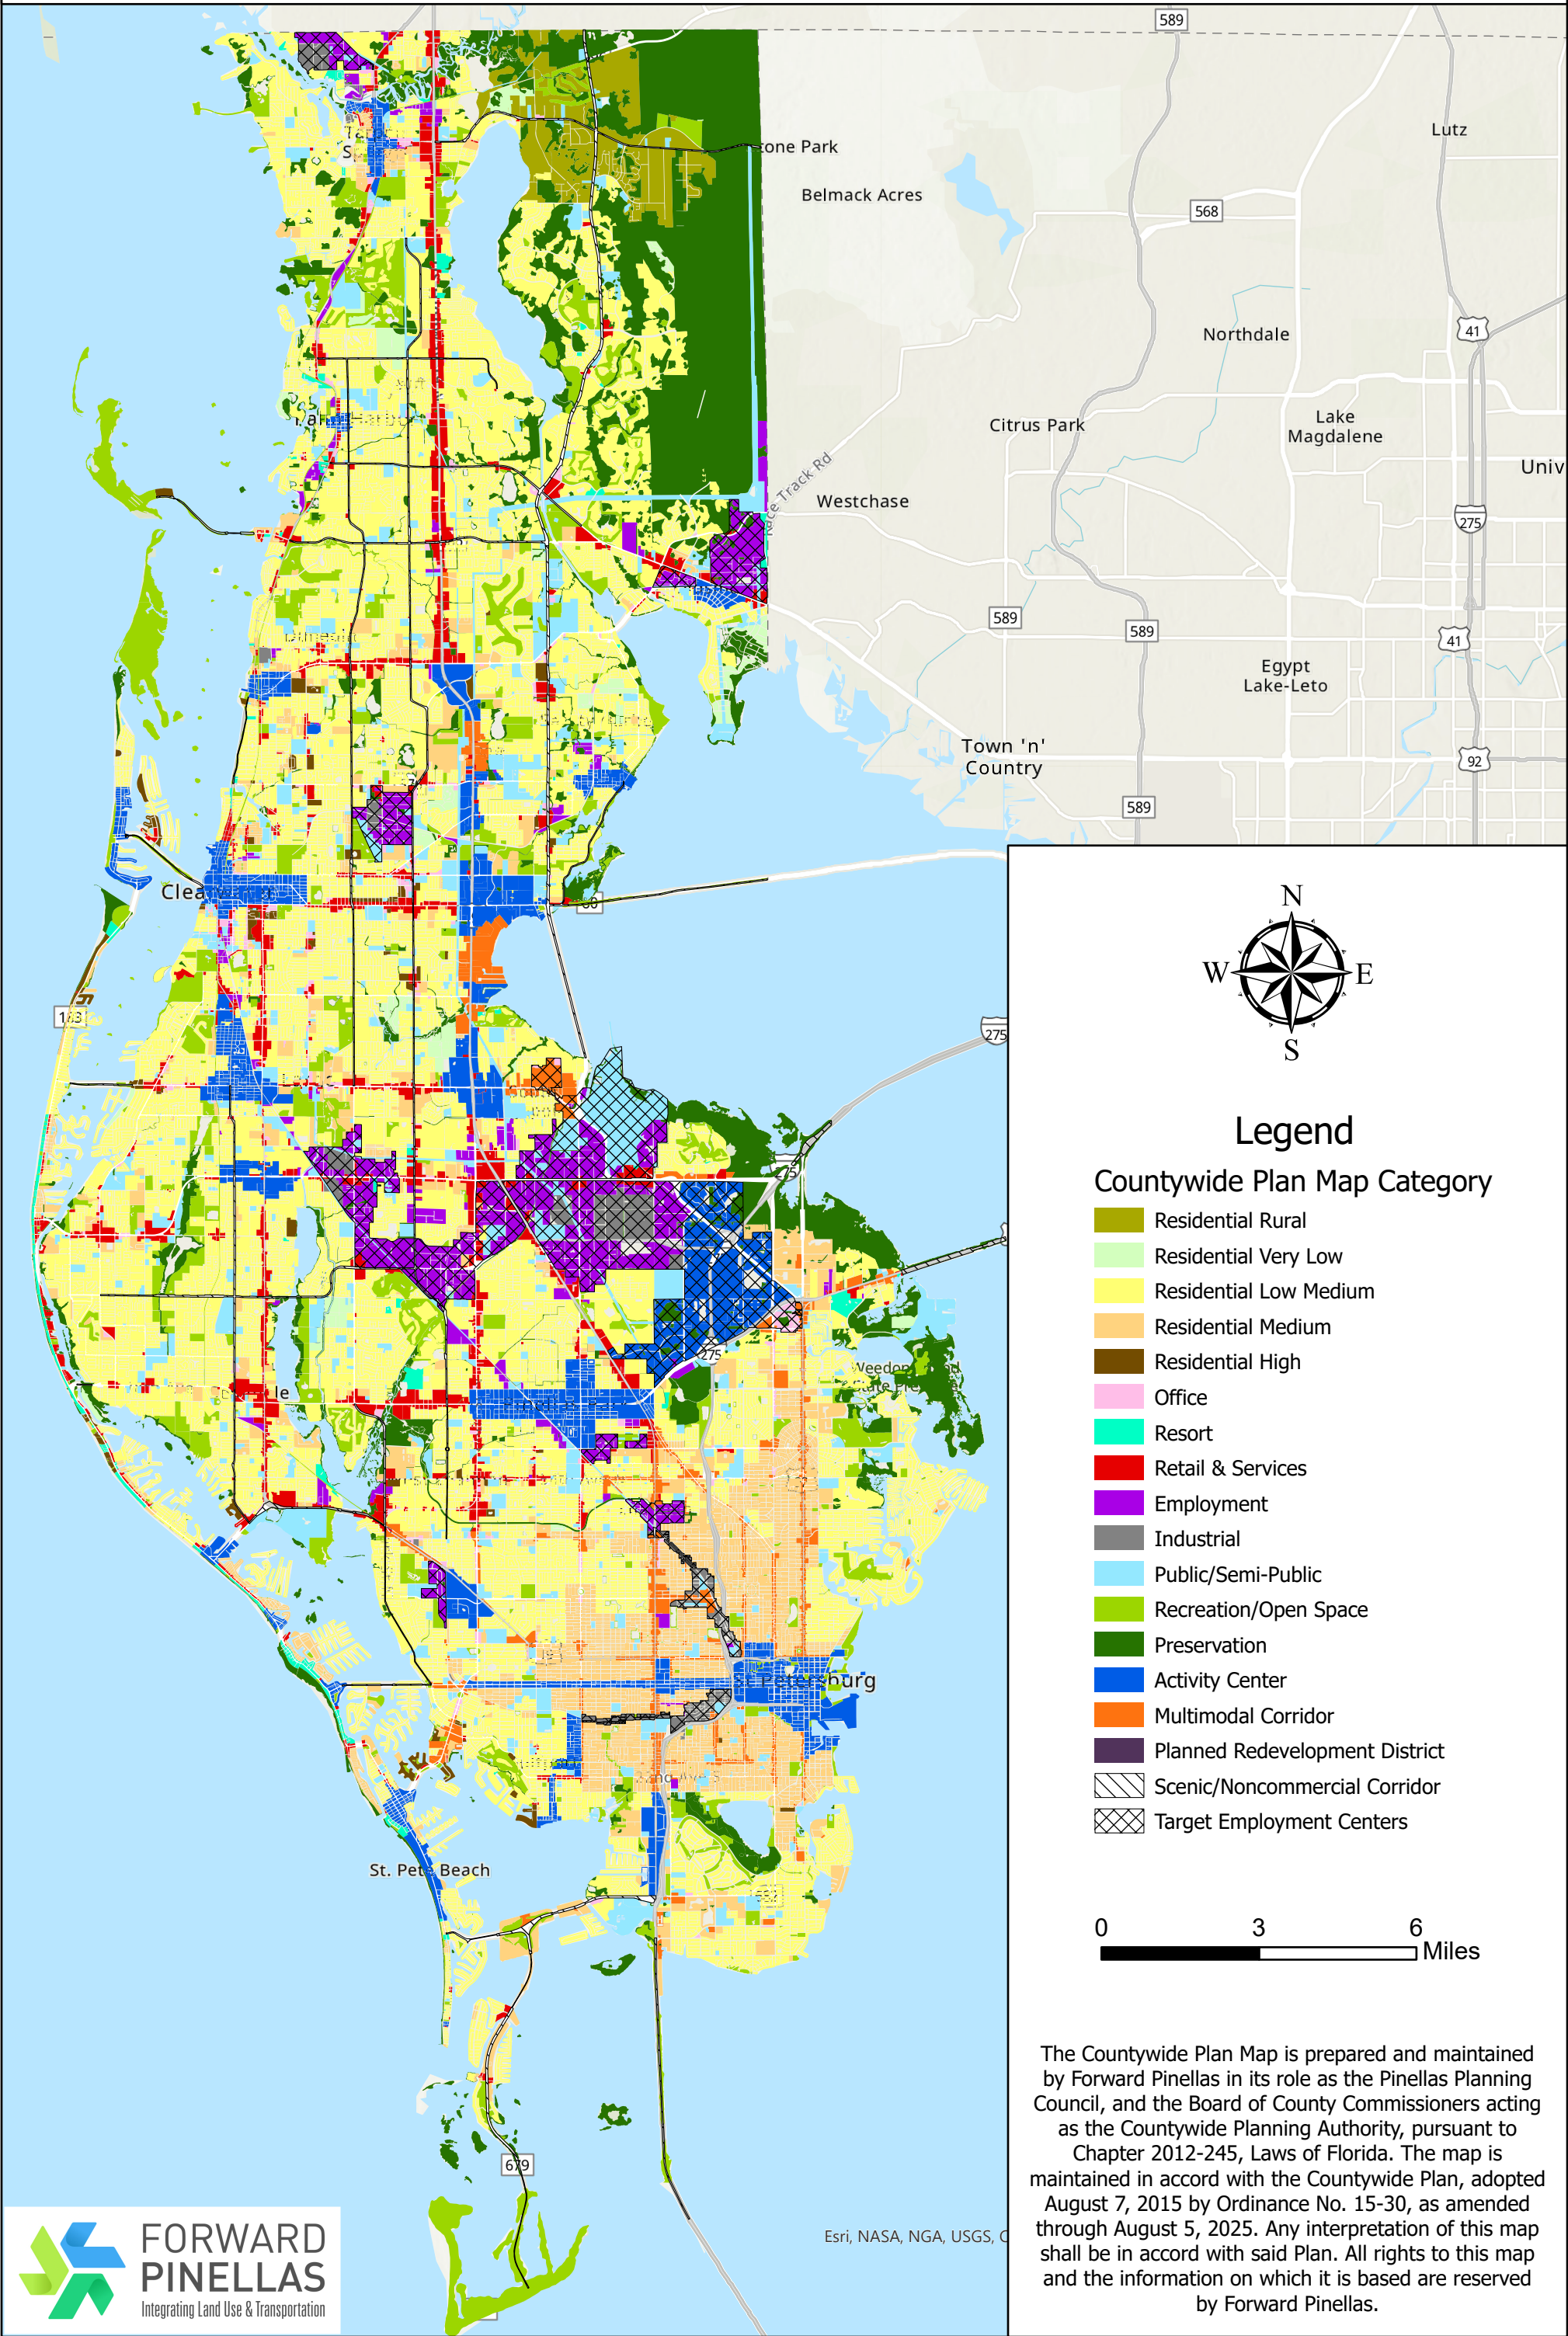 589
Lutz
Belmack Acres
568
Northdale
41
Citrus Park
Lake
Magdalene
Race Track Rd
Univ
Westchase
275
589
589
41
Egypt
Lake-Leto
Town 'n'
Country
92
589
N
W E
S
275
275
275
St. Pete Beach
679
Esri, NASA, NGA, USGS,
Legend
Countywide Plan Map Category
Residential Rural
Residential Very Low
Residential Low Medium
Residential Medium
Residential High
Office
Resort
Retail & Services
Employment
Industrial
Public/Semi-Public
Recreation/Open Space
Preservation
Activity Center
Multimodal Corridor
Planned Redevelopment District
Scenic/Noncommercial Corridor
Target Employment Centers
0 3 6
Miles
The Countywide Plan Map is prepared and maintained
by Forward Pinellas in its role as the Pinellas Planning
Council, and the Board of County Commissioners acting
as the Countywide Planning Authority, pursuant to
Chapter 2012-245, Laws of Florida. The map is
maintained in accord with the Countywide Plan, adopted
August 7, 2015 by Ordinance No. 15-30, as amended
through August 5, 2025. Any interpretation of this map
shall be in accord with said Plan. All rights to this map
and the information on which it is based are reserved
by Forward Pinellas.
FORWARD
PINELLAS
Integrating Land Use & Transportation